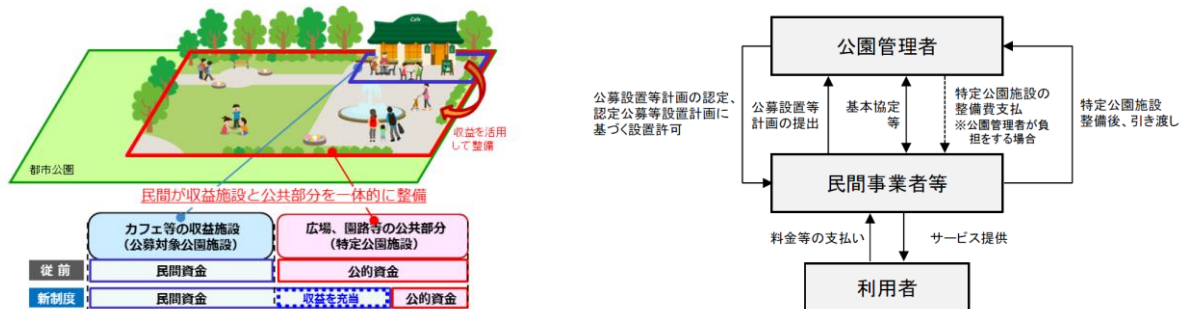 Cafe
収益を活用
して整備
都市公園
民間が収益施設と公共部分を一体的に整備
カフェ等の収益施設
（公募対象公園施設）
広場、園路等の公共部分
（特定公園施設）
従前
民間資金
公的資金
新制度
民間資金
収益を充当
公的資金
公園管理者
公募設置等計画の認定、
認定公募等設置計画に
基づく設置許可
公募設置等
計画の提出
基本協定
等
特定公園施設の
整備費支払
※公園管理者が負
担をする場合
特定公園施設
整備後、引き渡し
民間事業者等
料金等の支払い
サービス提供
利用者